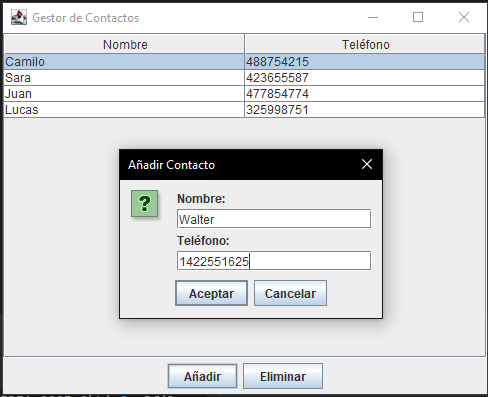 Gestor de Contactos
Nombre Teléfono
Camilo 488754215
Sara 423655587
Juan 477854774
Lucas 325998751
Añadir Contacto
?
Nombre:
Walter
Teléfono:
1422551625
Aceptar Cancelar
Añadir Eliminar